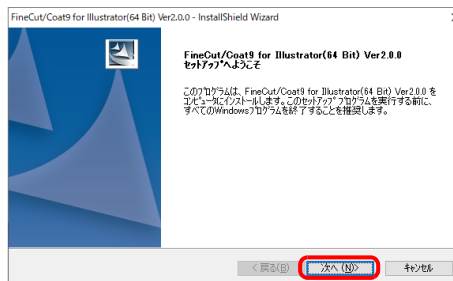 FineCut/Coat9 for Illustrator(64 Bit) Ver2.0.0 - InstallShield Wizard
FineCut/Coat9 for Illustrator(64 Bit) Ver2.0.0
ｾｯﾄｱｯﾌﾟへようこそ
このﾌﾟﾛｸﾞﾗﾑは、FineCut/Coat9 for Illustrator(64 Bit) Ver2.0.0 を
ｺﾝﾋﾟｭｰﾀにｲﾝｽﾄｰﾙします。このｾｯﾄｱｯﾌﾟ ﾌﾟﾛｸﾞﾗﾑを実行する前に、
すべてのWindowsﾌﾟﾛｸﾞﾗﾑを終了することを推奨します。
< 戻る(B) 次へ (N)> ｷｬﾝｾﾙ